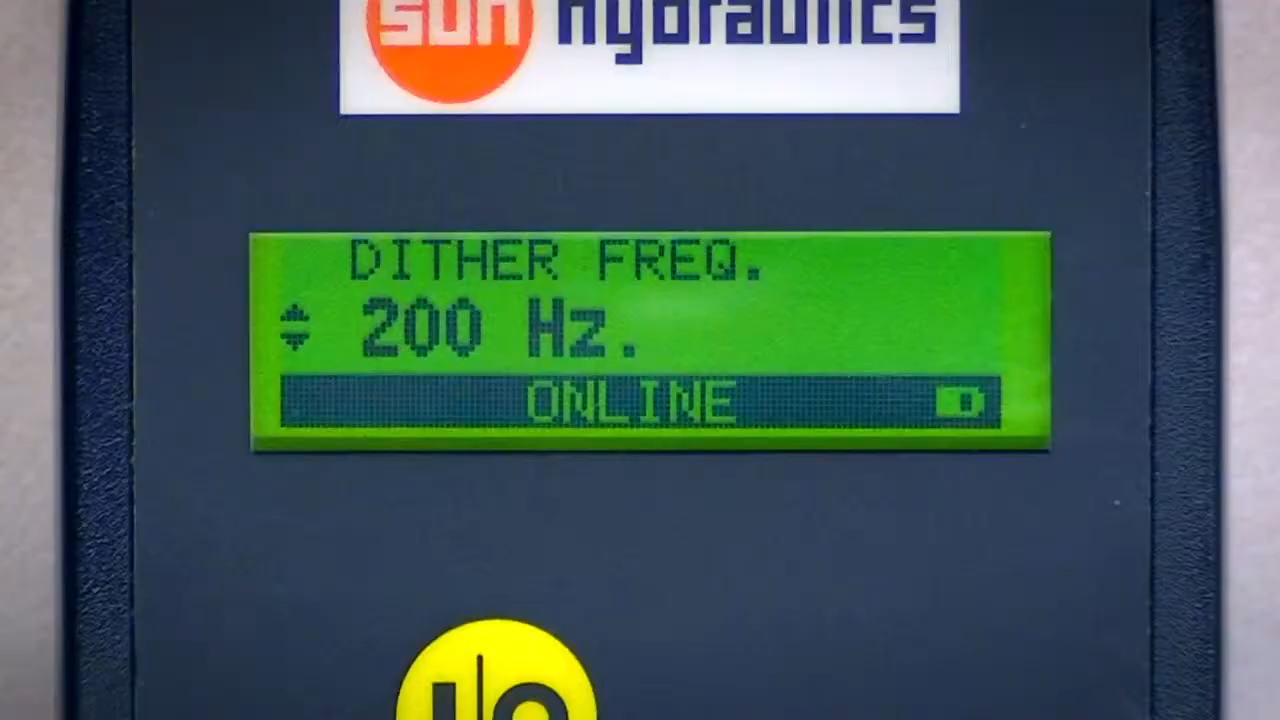 sun hydraulics
DITHER FREQ.
200 Hz.
ONLINE
I/O